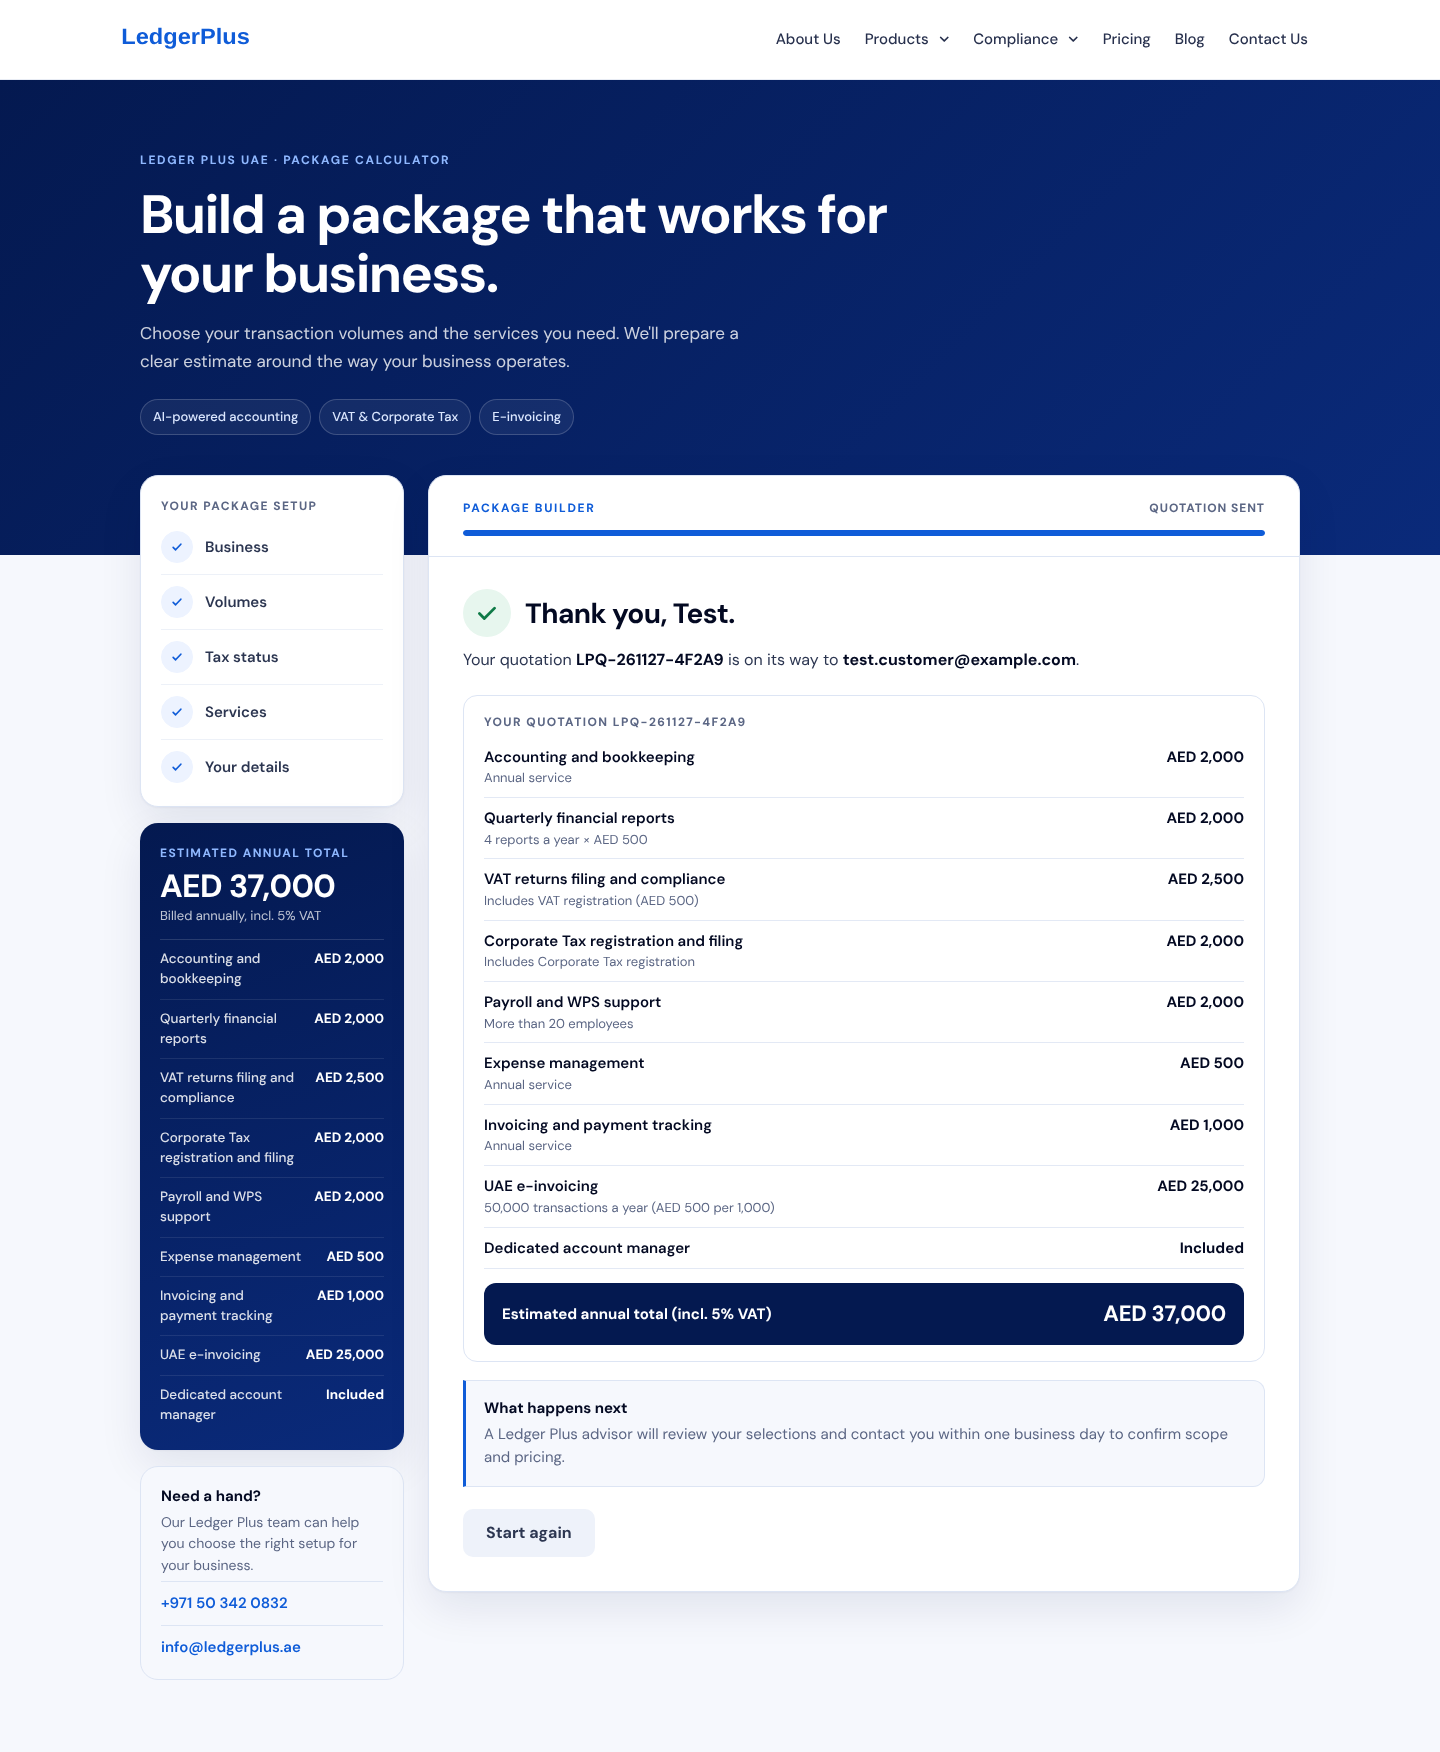 LedgerPlus
About Us
Products
Compliance
Pricing
Blog
Contact Us
LEDGER PLUS UAE · PACKAGE CALCULATOR
Build a package that works for
your business.
Choose your transaction volumes and the services you need. We'll prepare a
clear estimate around the way your business operates.
AI-powered accounting
VAT & Corporate Tax
E-invoicing
YOUR PACKAGE SETUP
Business
Volumes
Tax status
Services
Your details
ESTIMATED ANNUAL TOTAL
AED 37,000
Billed annually, incl. 5% VAT
Accounting and AED 2,000
bookkeeping
Quarterly financial AED 2,000
reports
VAT returns filing and AED 2,500
compliance
Corporate Tax AED 2,000
registration and filing
Payroll and WPS AED 2,000
support
Expense management AED 500
Invoicing and AED 1,000
payment tracking
UAE e-invoicing AED 25,000
Dedicated account Included
manager
Need a hand?
Our Ledger Plus team can help
you choose the right setup for
your business.
+971 50 342 0832
info@ledgerplus.ae
PACKAGE BUILDER
QUOTATION SENT
Thank you, Test.
Your quotation LPQ-261127-4F2A9 is on its way to test.customer@example.com.
YOUR QUOTATION LPQ-261127-4F2A9
Accounting and bookkeeping AED 2,000
Annual service
Quarterly financial reports AED 2,000
4 reports a year × AED 500
VAT returns filing and compliance AED 2,500
Includes VAT registration (AED 500)
Corporate Tax registration and filing AED 2,000
Includes Corporate Tax registration
Payroll and WPS support AED 2,000
More than 20 employees
Expense management AED 500
Annual service
Invoicing and payment tracking AED 1,000
Annual service
UAE e-invoicing AED 25,000
50,000 transactions a year (AED 500 per 1,000)
Dedicated account manager Included
Estimated annual total (incl. 5% VAT) AED 37,000
What happens next
A Ledger Plus advisor will review your selections and contact you within one business day to confirm scope
and pricing.
Start again